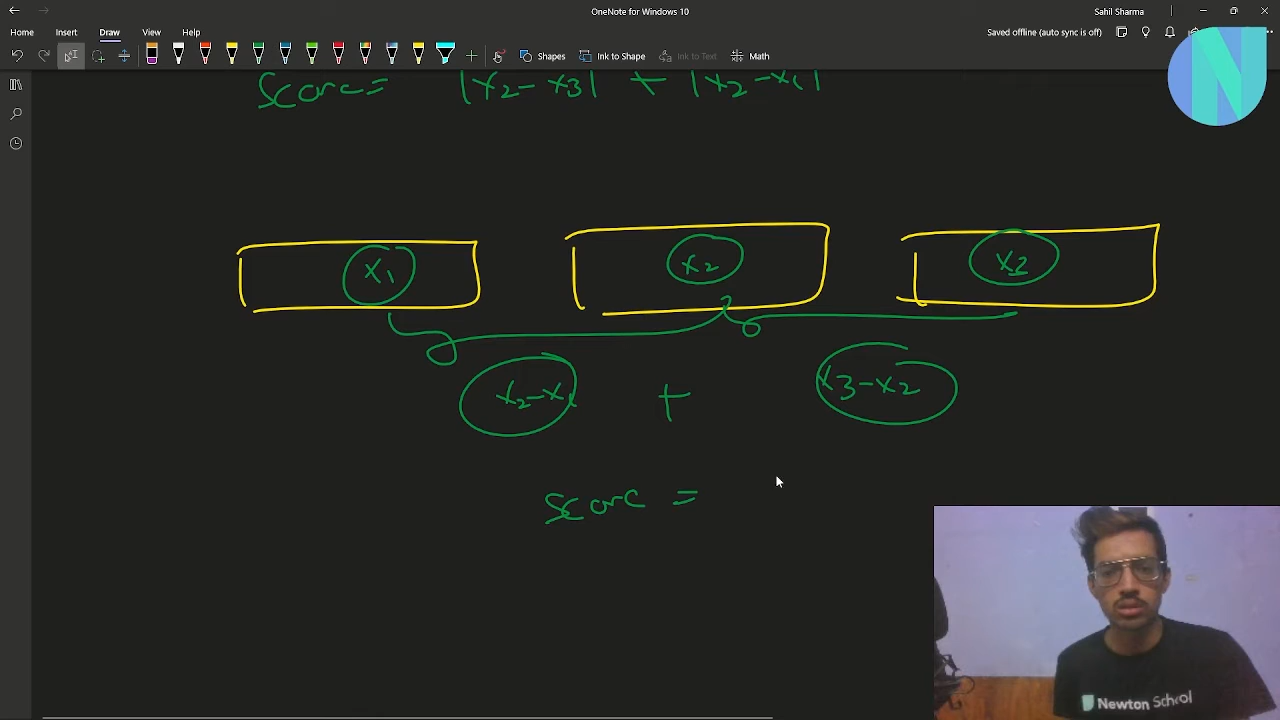 OneNote for Windows 10
Sahil Sharma
Home Insert Draw View Help
Saved offline (auto sync is off)
Shapes Ink to Shape Ink to Text Math
Score = |x2 - x3| + |x2 - x1|
x1 x2 x3
x2-x1 + x3-x2
Score =
N
Newton School